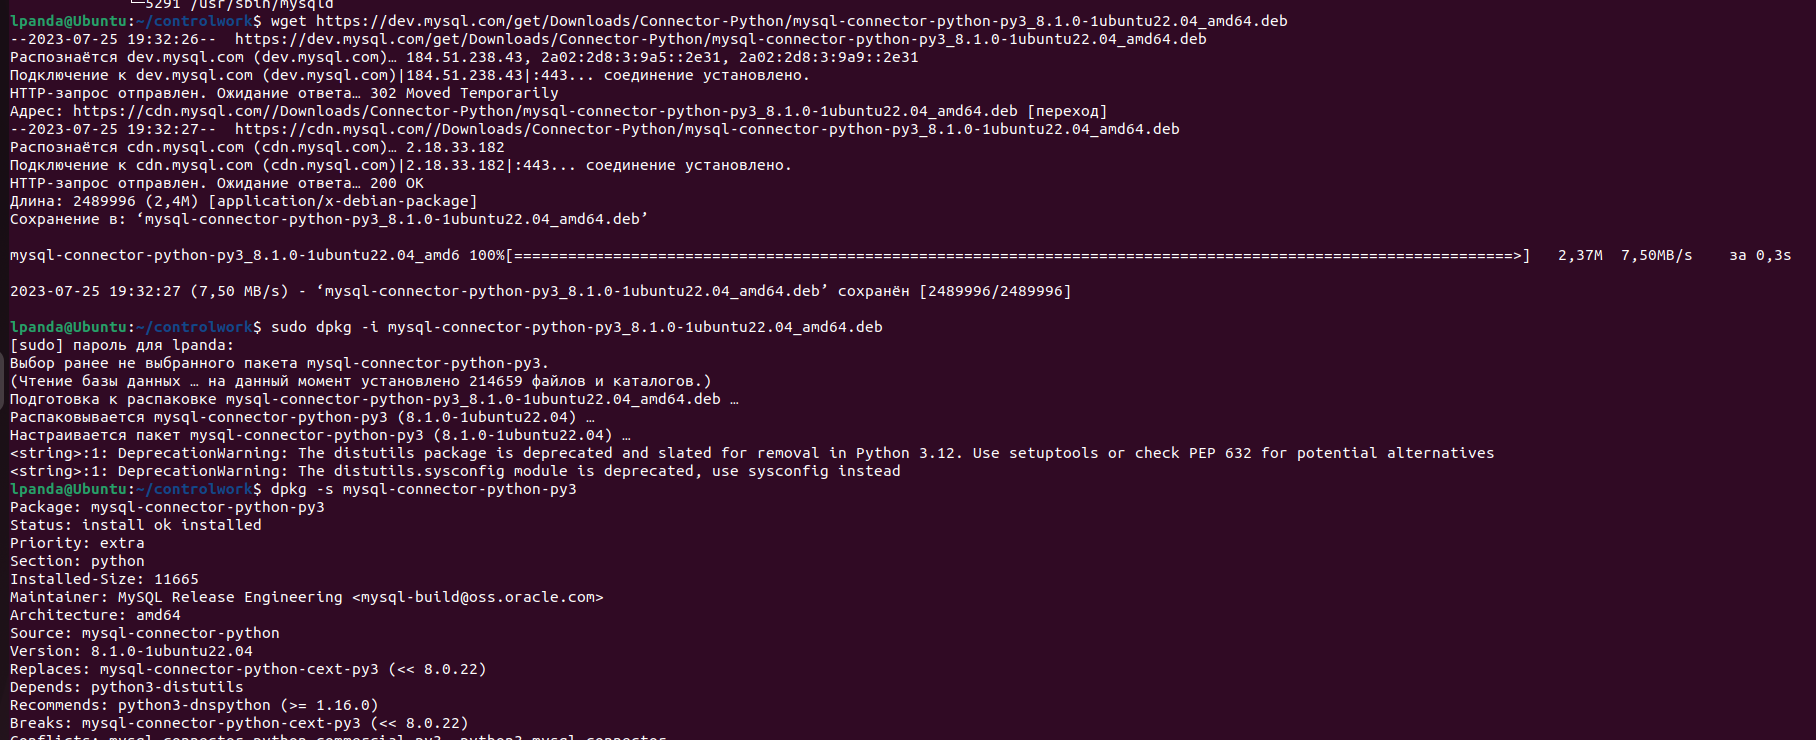 └─5291 /usr/sbin/mysqld
lpanda@Ubuntu:~/controlwork$ wget https://dev.mysql.com/get/Downloads/Connector-Python/mysql-connector-python-py3_8.1.0-1ubuntu22.04_amd64.deb
--2023-07-25 19:32:26--  https://dev.mysql.com/get/Downloads/Connector-Python/mysql-connector-python-py3_8.1.0-1ubuntu22.04_amd64.deb
Распознаётся dev.mysql.com (dev.mysql.com)… 184.51.238.43, 2a02:2d8:3:9a5::2e31, 2a02:2d8:3:9a9::2e31
Подключение к dev.mysql.com (dev.mysql.com)|184.51.238.43|:443... соединение установлено.
HTTP-запрос отправлен. Ожидание ответа… 302 Moved Temporarily
Адрес: https://cdn.mysql.com//Downloads/Connector-Python/mysql-connector-python-py3_8.1.0-1ubuntu22.04_amd64.deb [переход]
--2023-07-25 19:32:27--  https://cdn.mysql.com//Downloads/Connector-Python/mysql-connector-python-py3_8.1.0-1ubuntu22.04_amd64.deb
Распознаётся cdn.mysql.com (cdn.mysql.com)… 2.18.33.182
Подключение к cdn.mysql.com (cdn.mysql.com)|2.18.33.182|:443... соединение установлено.
HTTP-запрос отправлен. Ожидание ответа… 200 OK
Длина: 2489996 (2,4M) [application/x-debian-package]
Сохранение в: ‘mysql-connector-python-py3_8.1.0-1ubuntu22.04_amd64.deb’
mysql-connector-python-py3_8.1.0-1ubuntu22.04_amd6 100%[===============================================================================================================>]   2,37M  7,50MB/s    за 0,3s
2023-07-25 19:32:27 (7,50 MB/s) - ‘mysql-connector-python-py3_8.1.0-1ubuntu22.04_amd64.deb’ сохранён [2489996/2489996]
lpanda@Ubuntu:~/controlwork$ sudo dpkg -i mysql-connector-python-py3_8.1.0-1ubuntu22.04_amd64.deb
[sudo] пароль для lpanda:
Выбор ранее не выбранного пакета mysql-connector-python-py3.
(Чтение базы данных … на данный момент установлено 214659 файлов и каталогов.)
Подготовка к распаковке mysql-connector-python-py3_8.1.0-1ubuntu22.04_amd64.deb …
Распаковывается mysql-connector-python-py3 (8.1.0-1ubuntu22.04) …
Настраивается пакет mysql-connector-python-py3 (8.1.0-1ubuntu22.04) …
<string>:1: DeprecationWarning: The distutils package is deprecated and slated for removal in Python 3.12. Use setuptools or check PEP 632 for potential alternatives
<string>:1: DeprecationWarning: The distutils.sysconfig module is deprecated, use sysconfig instead
lpanda@Ubuntu:~/controlwork$ dpkg -s mysql-connector-python-py3
Package: mysql-connector-python-py3
Status: install ok installed
Priority: extra
Section: python
Installed-Size: 11665
Maintainer: MySQL Release Engineering <mysql-build@oss.oracle.com>
Architecture: amd64
Source: mysql-connector-python
Version: 8.1.0-1ubuntu22.04
Replaces: mysql-connector-python-cext-py3 (<< 8.0.22)
Depends: python3-distutils
Recommends: python3-dnspython (>= 1.16.0)
Breaks: mysql-connector-python-cext-py3 (<< 8.0.22)
Conflicts: mysql-connector-python-commercial-py3, python3-mysql.connector